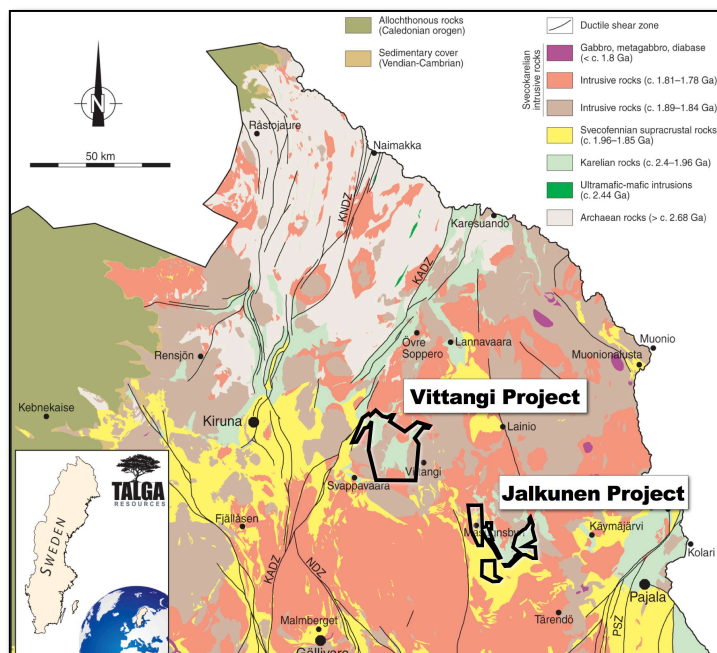 Allochthonous rocks
(Caledonian orogen)
Sedimentary cover
(Vendian-Cambrian)
Ductile shear zone
Svecokarelian
intrusive rocks
Gabbro, metagabbro, diabase
(< c. 1.8 Ga)
Intrusive rocks (c. 1.81–1.78 Ga)
Intrusive rocks (c. 1.89–1.84 Ga)
Svecofennian supracrustal rocks
(c. 1.96–1.85 Ga)
Karelian rocks (c. 2.4–1.96 Ga)
Ultramafic-mafic intrusions
(c. 2.44 Ga)
Archaean rocks (> c. 2.68 Ga)
N
50 km
Råstojaure
Naimakka
KNDZ
Karesuando
KADZ
Övre
Soppero
Lannavaara
Muonio
Muonionalusta
Rensjön
Kebnekaise
Kiruna
Vittangi Project
Lainio
Vittangi
Svappavaara
Jalkunen Project
Käymäjärvi
Kolari
TALGA
RESOURCES
SWEDEN
Fjällåsen
KADZ
NDZ
Pajala
Tärendö
PSZ
Malmberget